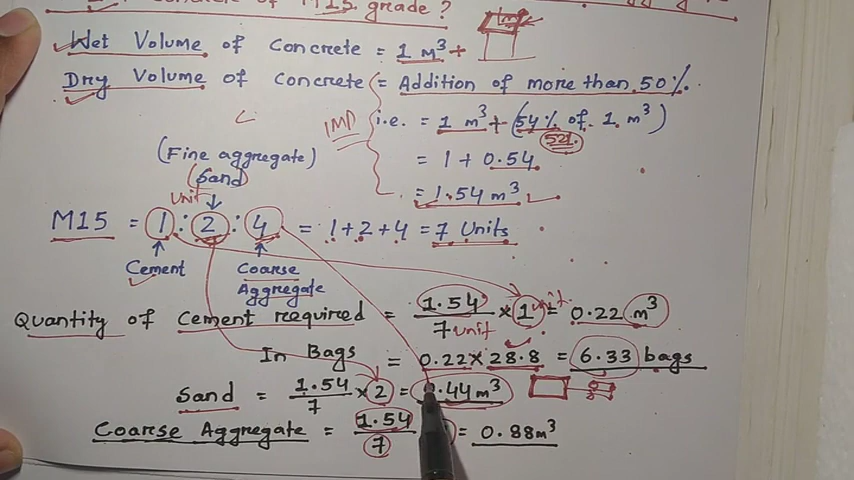 Concrete of M15 grade?
Wet Volume of Concrete = 1 m³ +
Dry Volume of Concrete = Addition of more than 50%.
i.e. = 1 m³ + (54% of 1 m³)
IMP
52%
= 1 + 0.54
= 1.54 m³
(Fine aggregate)
(Sand)
Unit
M15 = 1 : 2 : 4 = 1+2+4 = 7 Units
Cement
Coarse Aggregate
Quantity of Cement required = 1.54/7 unit × 1 unit = 0.22 m³
In Bags = 0.22 × 28.8 = 6.33 bags
Sand = 1.54/7 × 2 = 0.44 m³
Coarse Aggregate = 1.54/7 = 0.88 m³